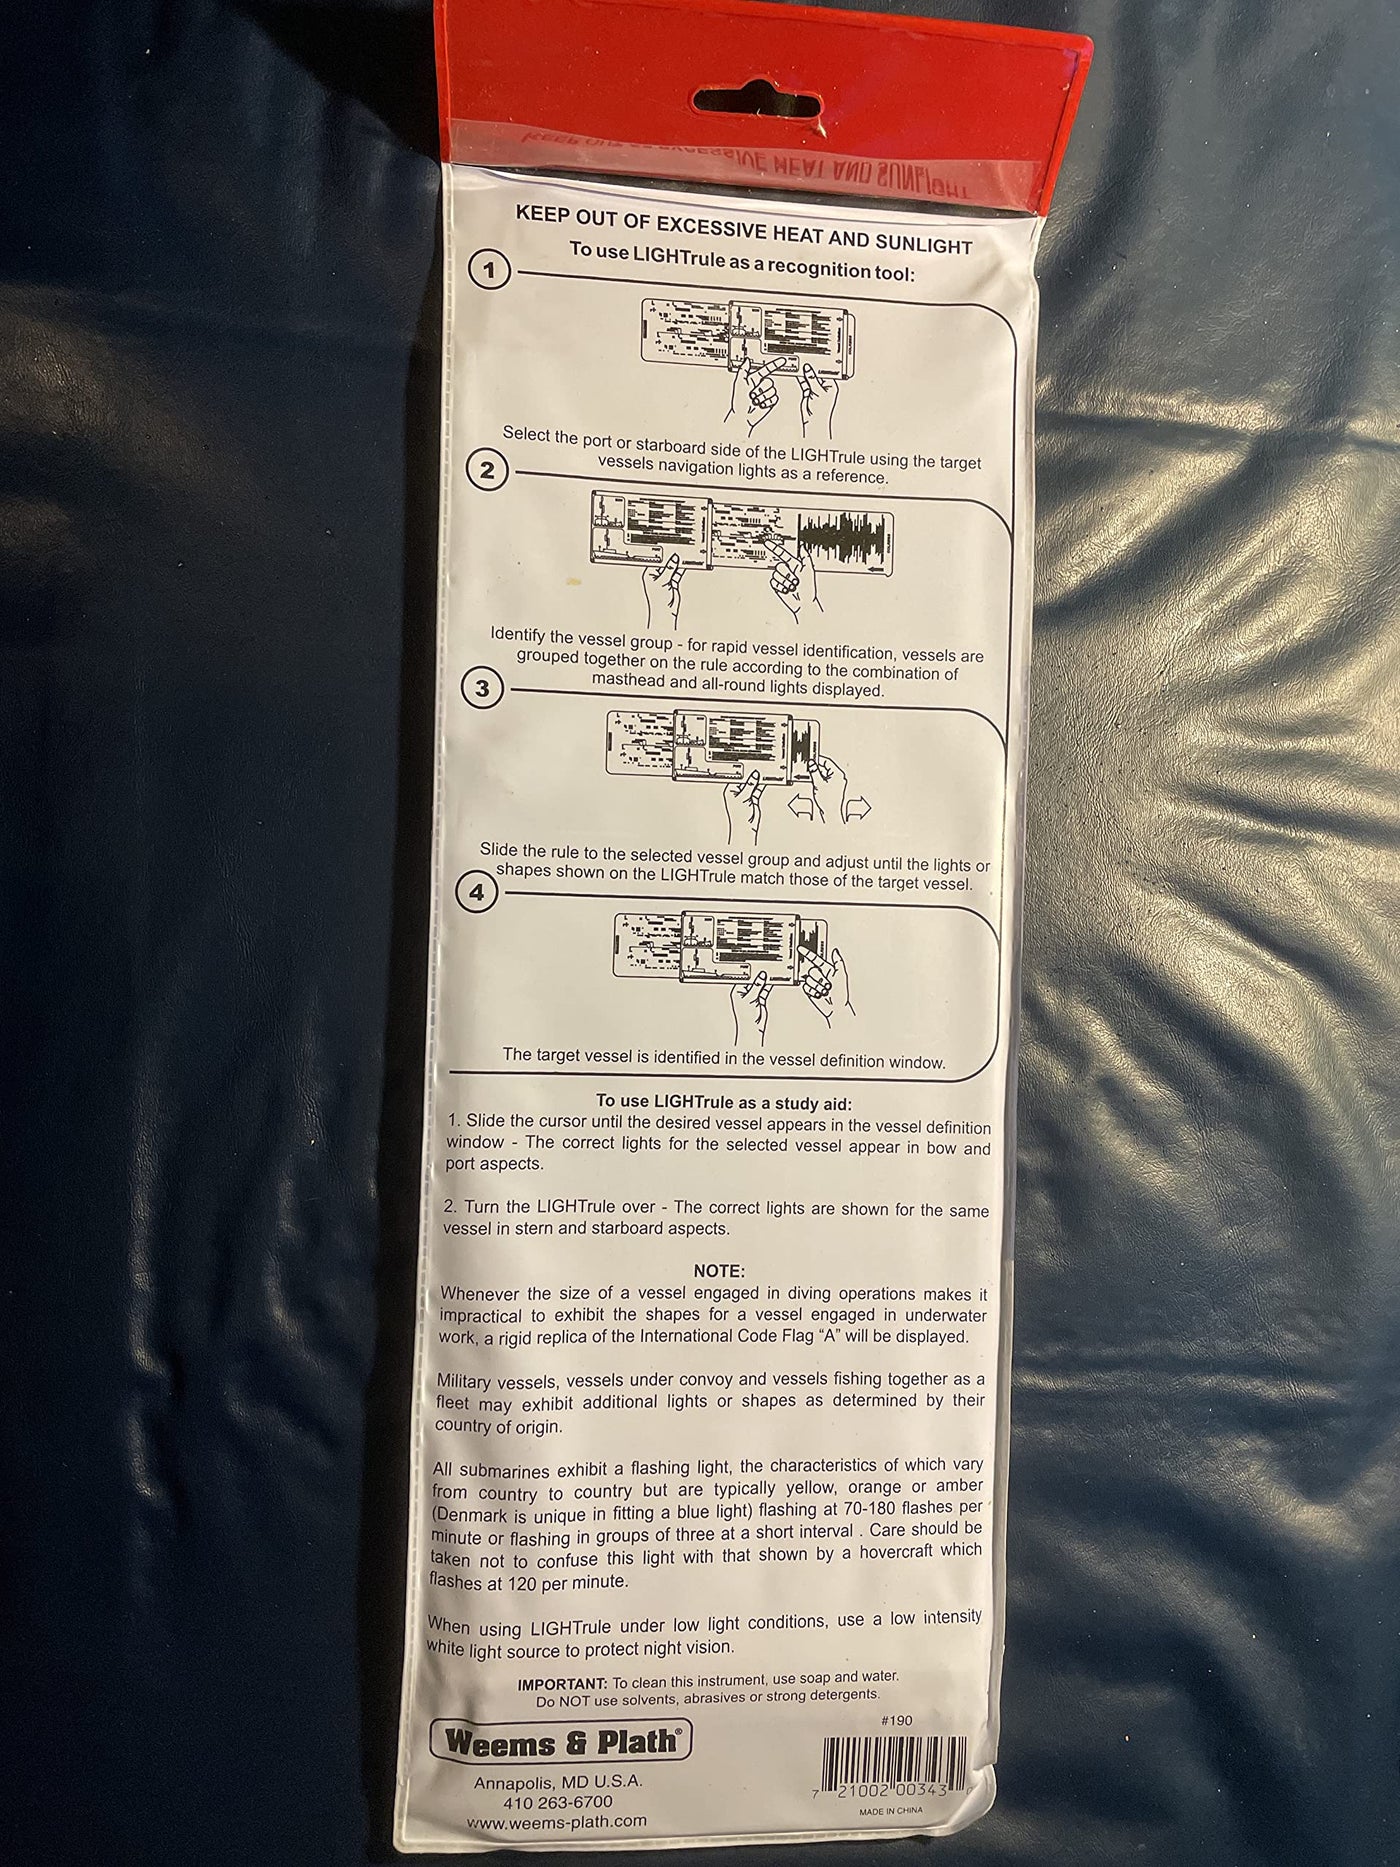 KEEP OUT OF EXCESSIVE HEAT AND SUNLIGHT
KEEP OUT OF EXCESSIVE HEAT AND SUNLIGHT
To use LIGHTrule as a recognition tool:
1
Select the port or starboard side of the LIGHTrule using the target
vessels navigation lights as a reference.
2
Identify the vessel group - for rapid vessel identification, vessels are
grouped together on the rule according to the combination of
masthead and all-round lights displayed.
3
Slide the rule to the selected vessel group and adjust until the lights or
shapes shown on the LIGHTrule match those of the target vessel.
4
The target vessel is identified in the vessel definition window.
To use LIGHTrule as a study aid:
1. Slide the cursor until the desired vessel appears in the vessel definition
window - The correct lights for the selected vessel appear in bow and
port aspects.
2. Turn the LIGHTrule over - The correct lights are shown for the same
vessel in stern and starboard aspects.
NOTE:
Whenever the size of a vessel engaged in diving operations makes it
impractical to exhibit the shapes for a vessel engaged in underwater
work, a rigid replica of the International Code Flag “A” will be displayed.
Military vessels, vessels under convoy and vessels fishing together as a
fleet may exhibit additional lights or shapes as determined by their
country of origin.
All submarines exhibit a flashing light, the characteristics of which vary
from country to country but are typically yellow, orange or amber
(Denmark is unique in fitting a blue light) flashing at 70-180 flashes per
minute or flashing in groups of three at a short interval . Care should be
taken not to confuse this light with that shown by a hovercraft which
flashes at 120 per minute.
When using LIGHTrule under low light conditions, use a low intensity
white light source to protect night vision.
IMPORTANT: To clean this instrument, use soap and water.
Do NOT use solvents, abrasives or strong detergents.
#190
Weems & Plath®
Annapolis, MD U.S.A.
410 263-6700
www.weems-plath.com
7 21002 00343
MADE IN CHINA